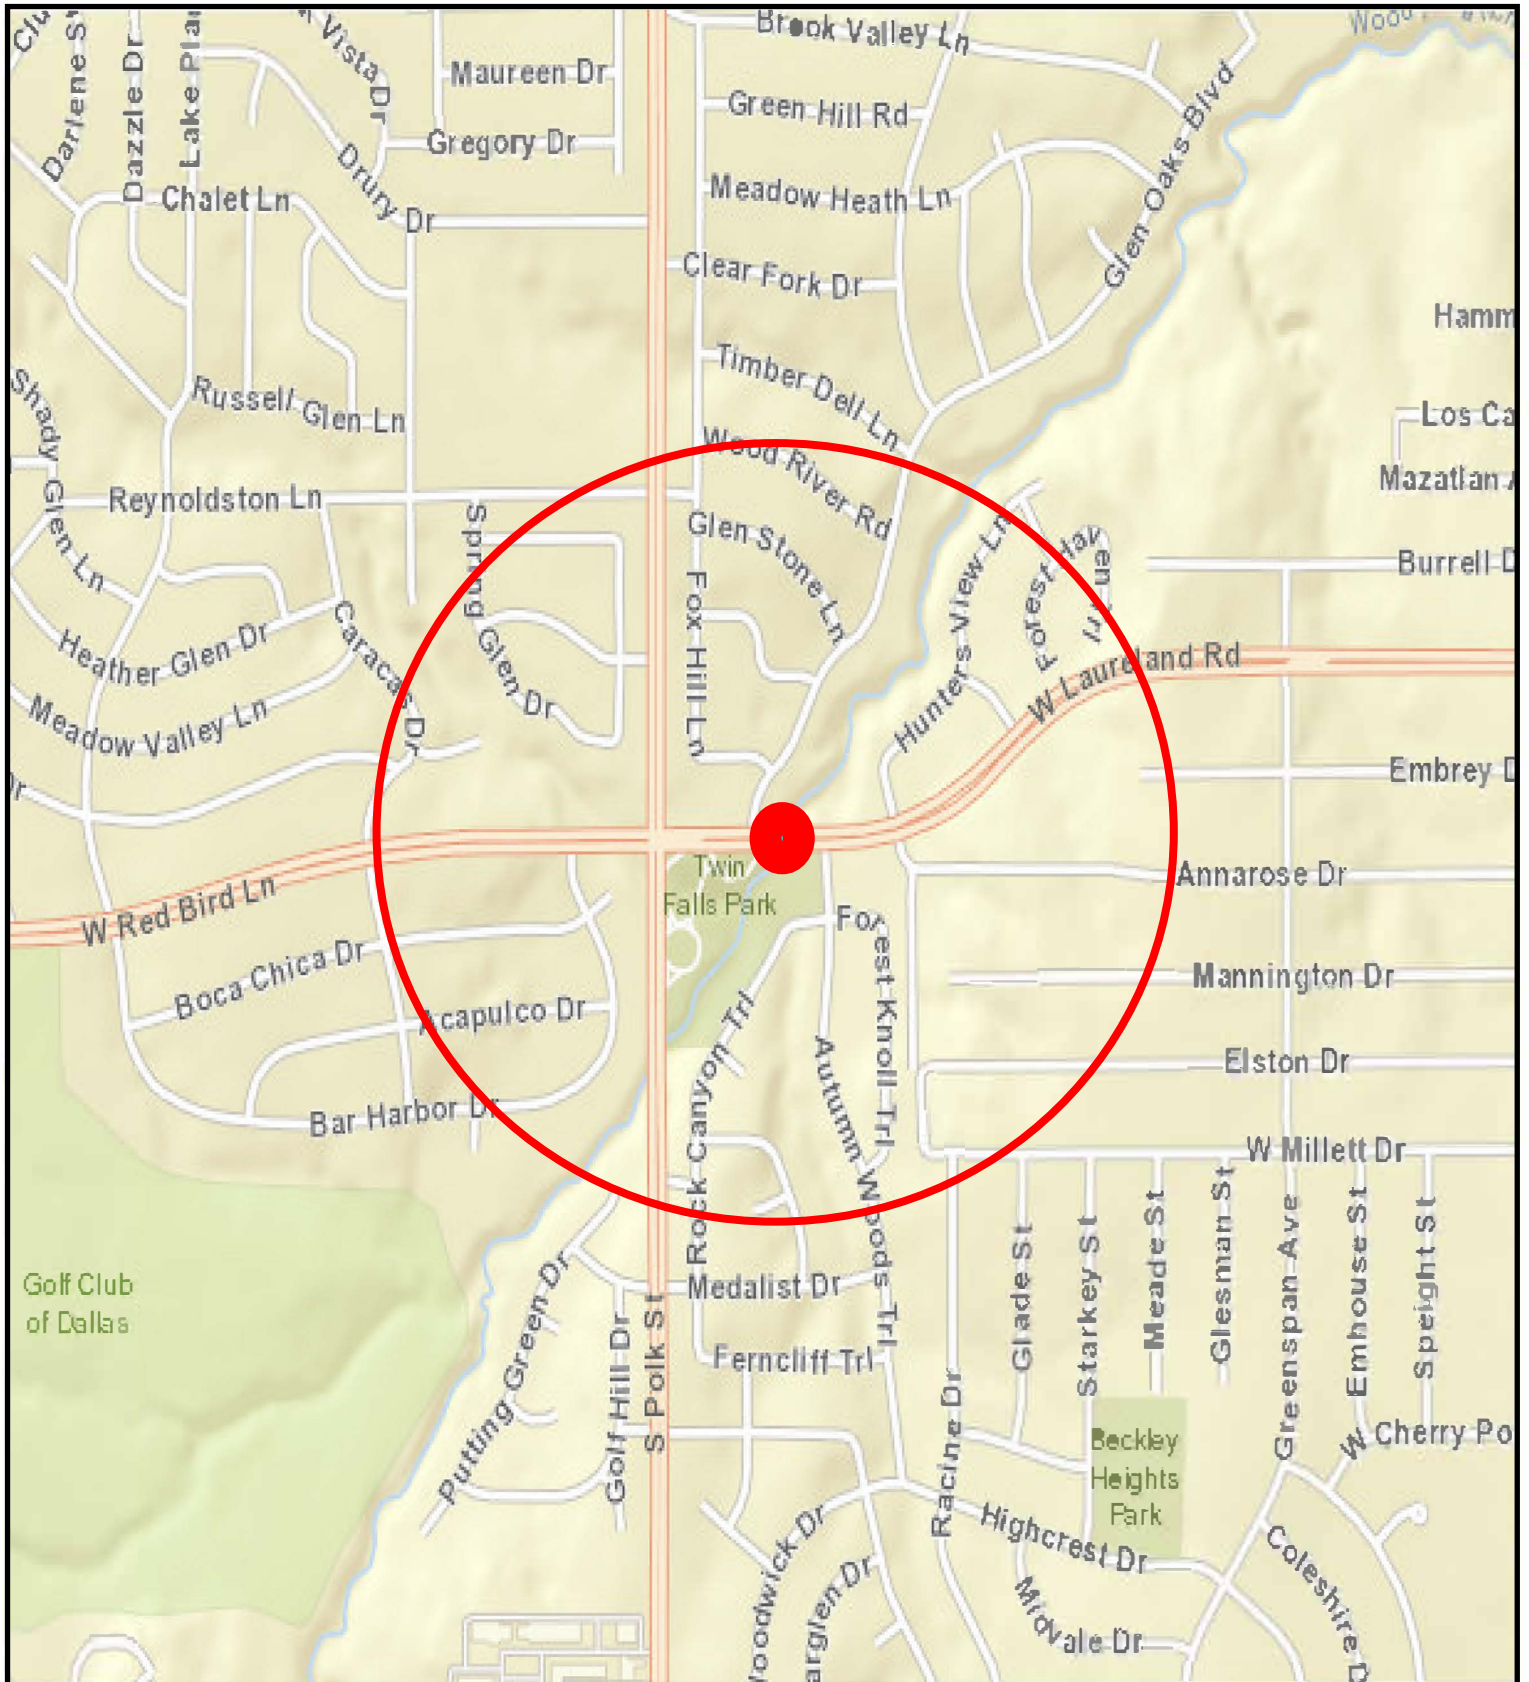 Brook Valley Ln
Maureen Dr
Vista Dr
Darlene
Dazzle Dr
Lake
Green Hill Rd
Gregory Dr
Drury Dr
Chalet Ln
Meadow Heath Ln
Glen Oaks Blvd
Clear Fork Dr
Hamm
Timber Dell Ln
Russell Glen Ln
Los Ca
Shady Glen Ln
Wood River Rd
Mazatlan
Reynoldston Ln
Spring Glen Dr
Glen Stone Ln
Hunters View Ln
Forest Haven Trl
Burrell D
Fox Hill Ln
Heather Glen Dr
Caracas Dr
W Laureland Rd
Meadow Valley Ln
Embrey D
Dr
Twin
Falls Park
Annarose Dr
W Red Bird Ln
Forest Knoll Trl
Boca Chica Dr
Mannington Dr
Acapulco Dr
Rock Canyon Trl
Autumn Woods Trl
Elston Dr
Bar Harbor Dr
W Millett Dr
Golf Club
of Dallas
Putting Green Dr
Golf Hill Dr
S Polk St
Medalist Dr
Glade St
Starkey St
Meade St
Glesman St
Greenspan Ave
Emhouse St
Speight St
Ferncliff Trl
Racine Dr
Beckley
Heights
Park
W Cherry Po
Highcrest Dr
Coleshire D
oodwick Dr
arglen Dr
Midvale Dr